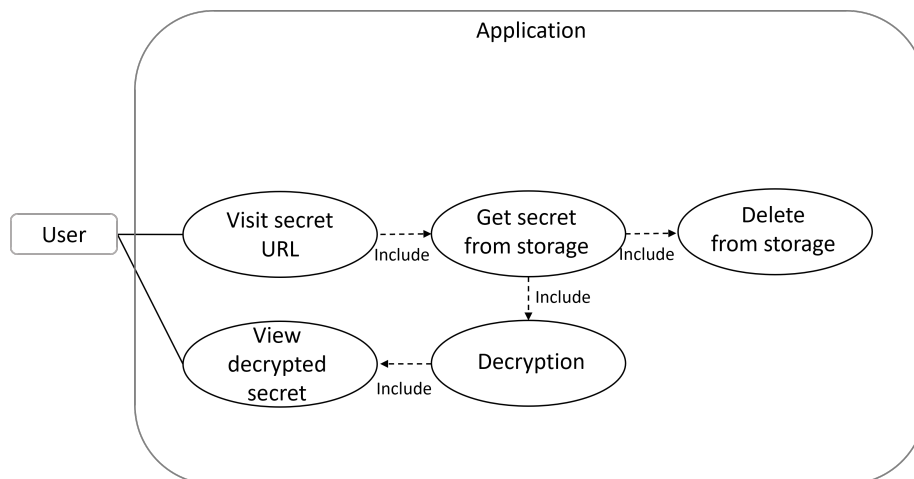 Application
User
Visit secret
URL
Include
Get secret
from storage
Include
Delete
from storage
Include
View
decrypted
secret
Include
Decryption